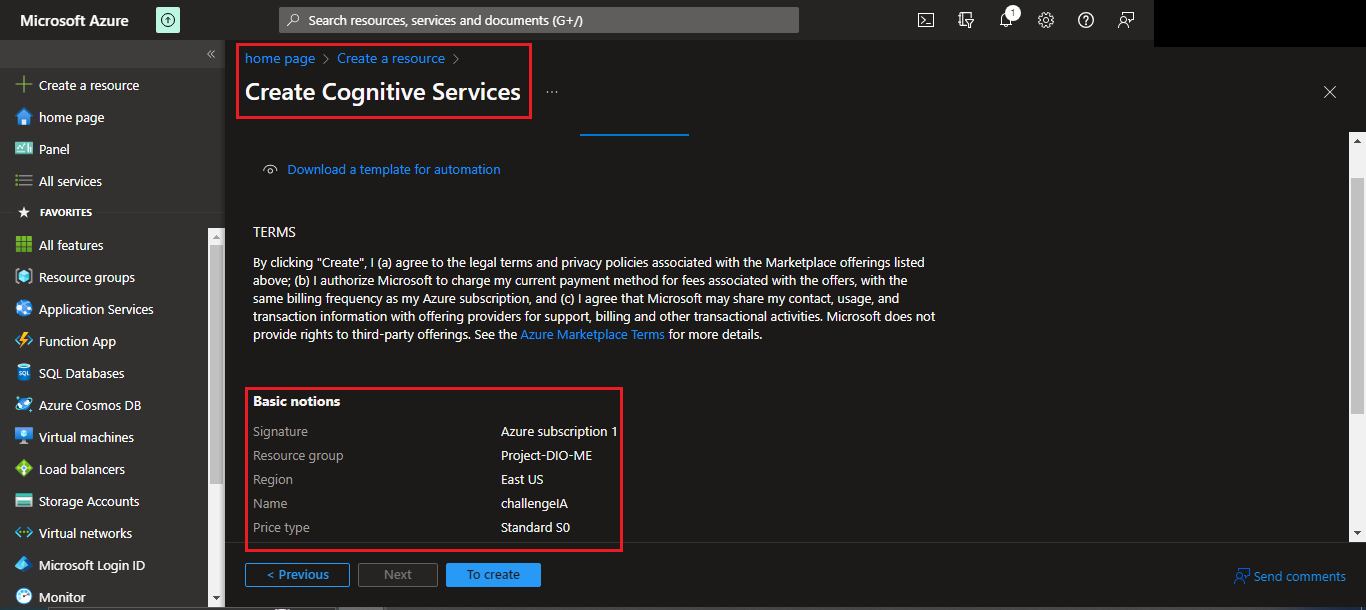 Microsoft Azure
Search resources, services and documents (G+/)
1
«
Create a resource
home page
Panel
All services
FAVORITES
All features
Resource groups
Application Services
Function App
SQL Databases
Azure Cosmos DB
Virtual machines
Load balancers
Storage Accounts
Virtual networks
Microsoft Login ID
Monitor
home page > Create a resource >
Create Cognitive Services ...
Download a template for automation
TERMS
By clicking "Create", I (a) agree to the legal terms and privacy policies associated with the Marketplace offerings listed
above; (b) I authorize Microsoft to charge my current payment method for fees associated with the offers, with the
same billing frequency as my Azure subscription, and (c) I agree that Microsoft may share my contact, usage, and
transaction information with offering providers for support, billing and other transactional activities. Microsoft does not
provide rights to third-party offerings. See the Azure Marketplace Terms for more details.
Basic notions
Signature Azure subscription 1
Resource group Project-DIO-ME
Region East US
Name challengeIA
Price type Standard S0
< Previous Next To create
Send comments